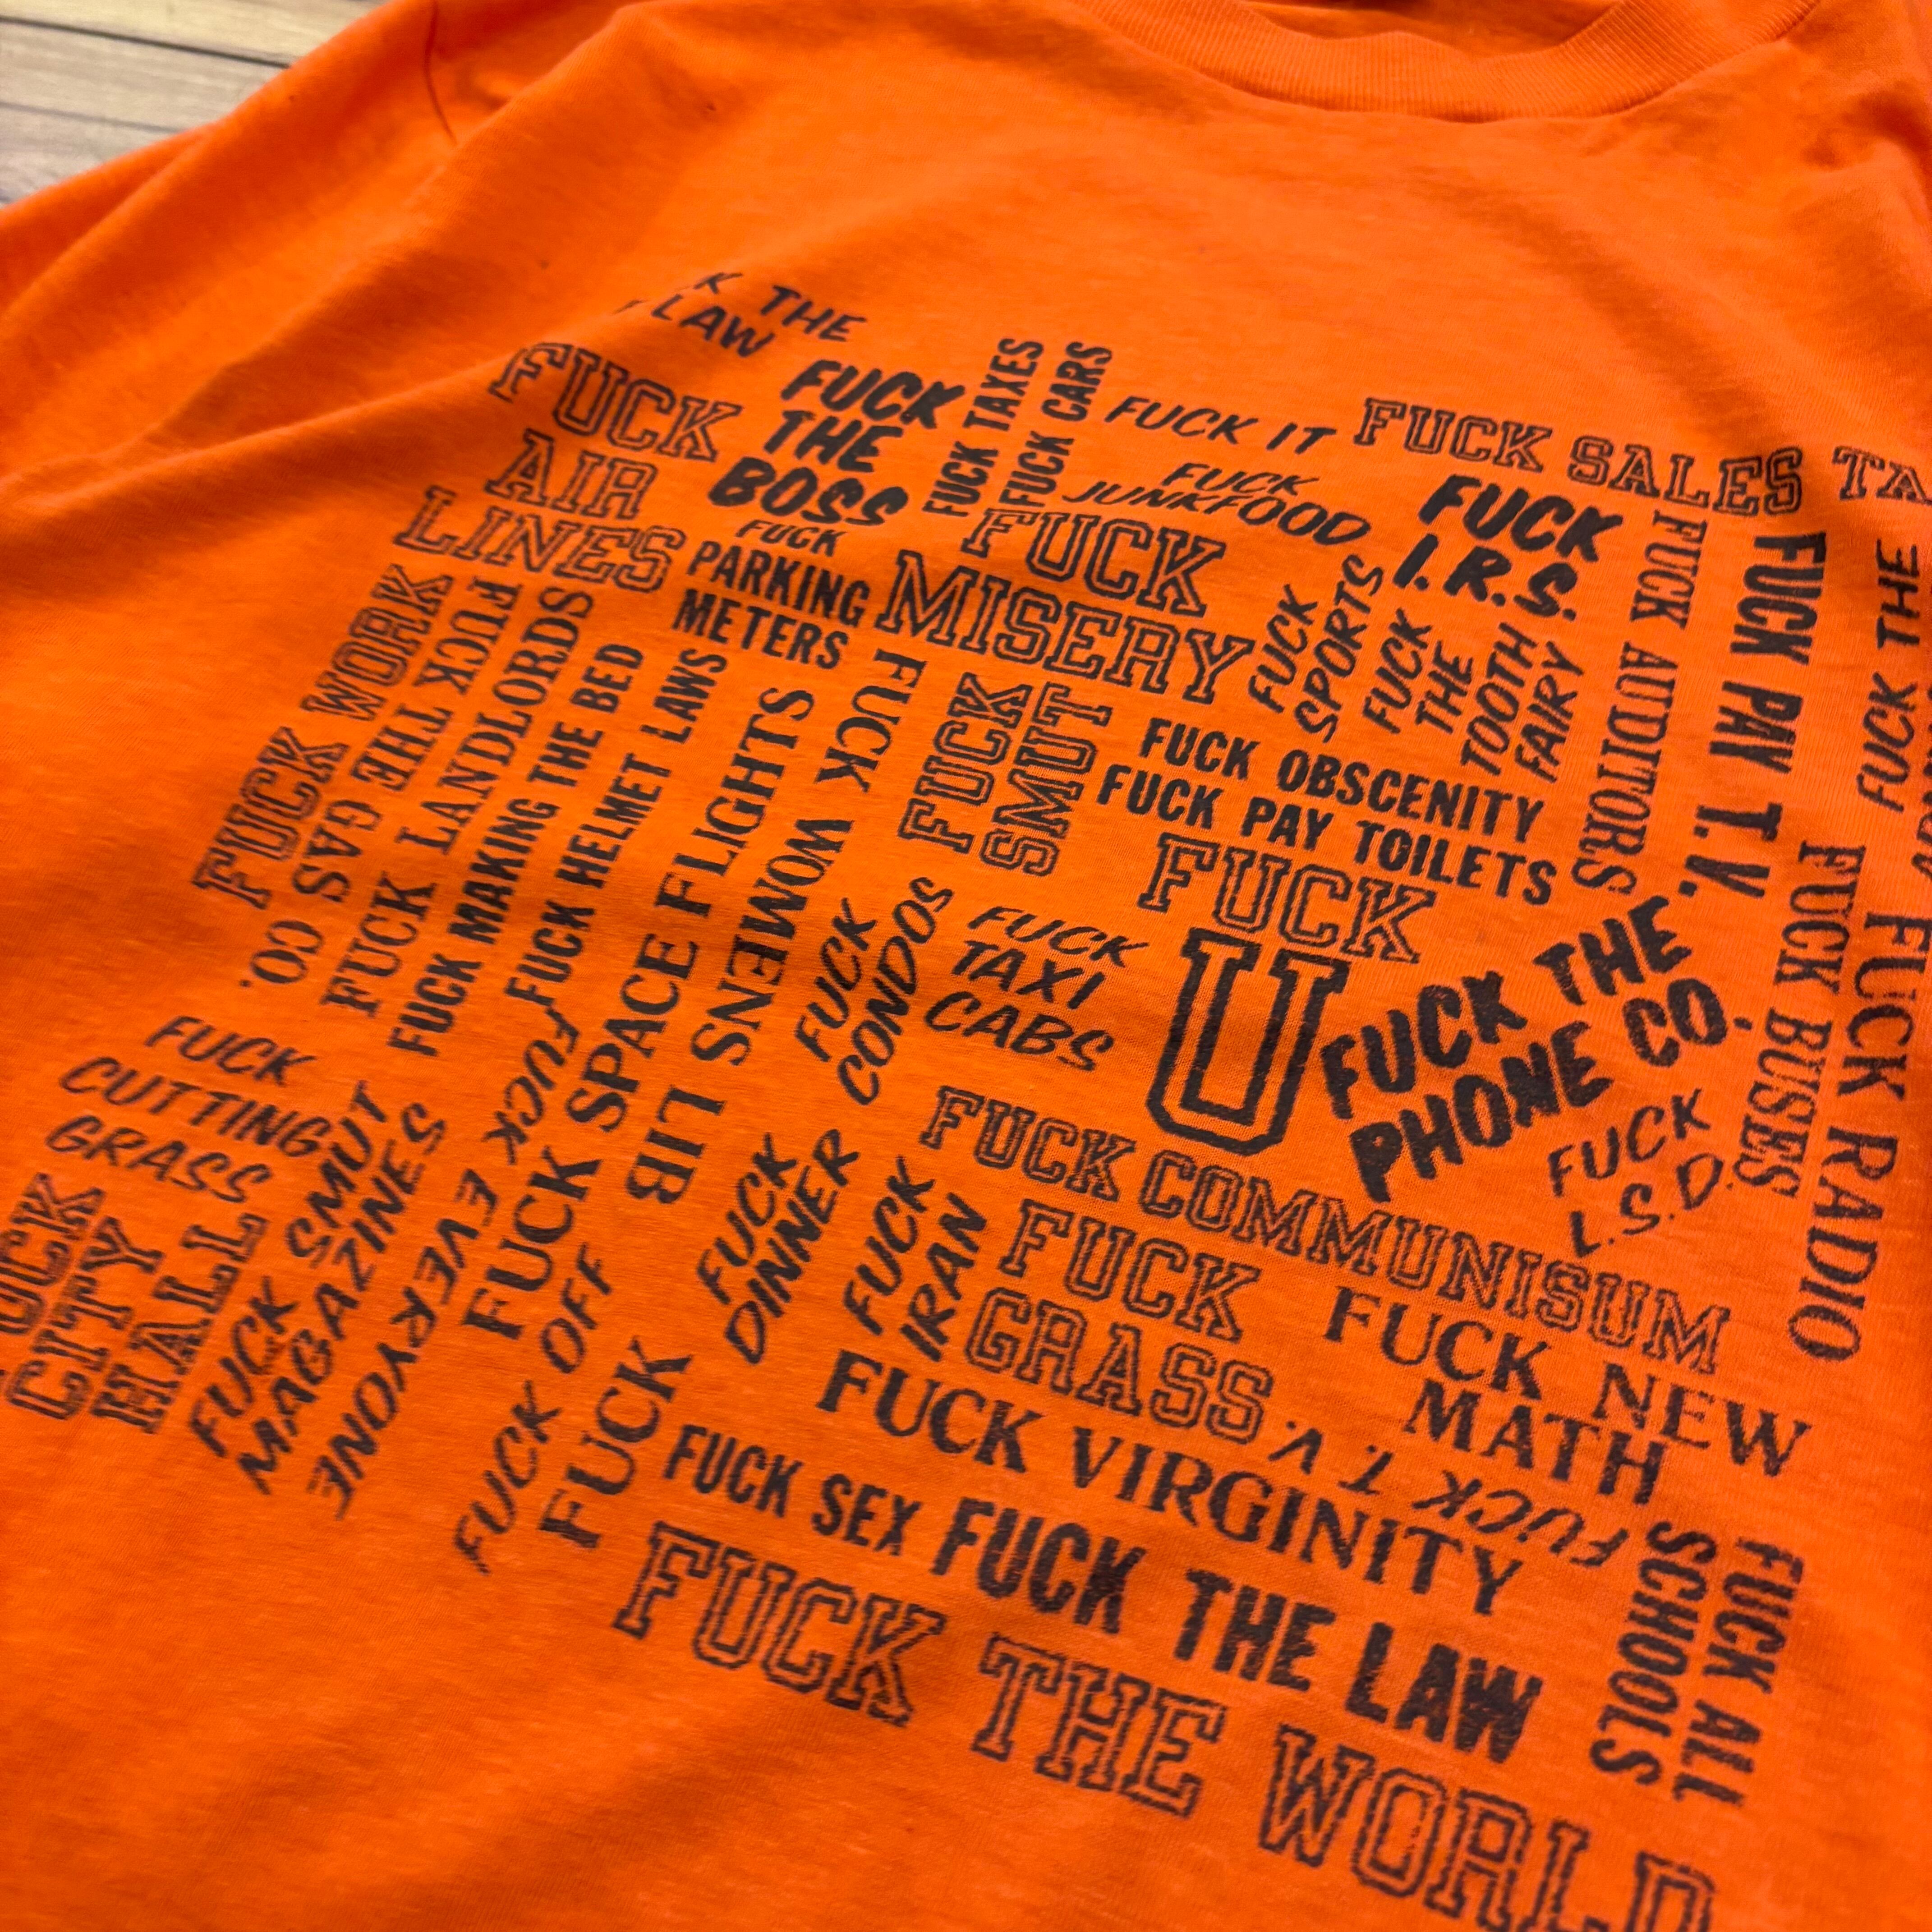 THE
LAW
FUCK
AIR
LINES
FUCK
THE
BOSS
FUCK TAXES
FUCK CARS
FUCK IT
FUCK SALES
FUCK
JUNKFOOD
FUCK
I.R.S.
FUCK
PARKING
METERS
FUCK
MISERY
FUCK
SPORTS
FUCK
THE
TOOTH
FAIRY
FUCK AUDITORS
FUCK PAY T.V.
FUCK THE
FUCK WORK
FUCK THE GAS CO.
FUCK LANDLORDS
FUCK MAKING THE BED
FUCK HELMET LAWS
FUCK SPACE FLIGHTS
FUCK WOMENS LIB
FUCK
SMUT
FUCK OBSCENITY
FUCK PAY TOILETS
FUCK
U
FUCK
CONDOS
FUCK
TAXI
CABS
FUCK THE
PHONE CO.
FUCK BUSES
FUCK RADIO
FUCK
L.S.D.
FUCK
CUTTING
GRASS
CITY
HALL
FUCK SMUT
MAGAZINES
FUCK EVERYONE
FUCK OFF
FUCK
FUCK
DINNER
FUCK
IRAN
FUCK COMMUNISUM
FUCK
GRASS
FUCK NEW
MATH
FUCK T.V.
FUCK VIRGINITY
FUCK SEX
FUCK THE LAW
FUCK ALL
SCHOOLS
FUCK THE WORLD